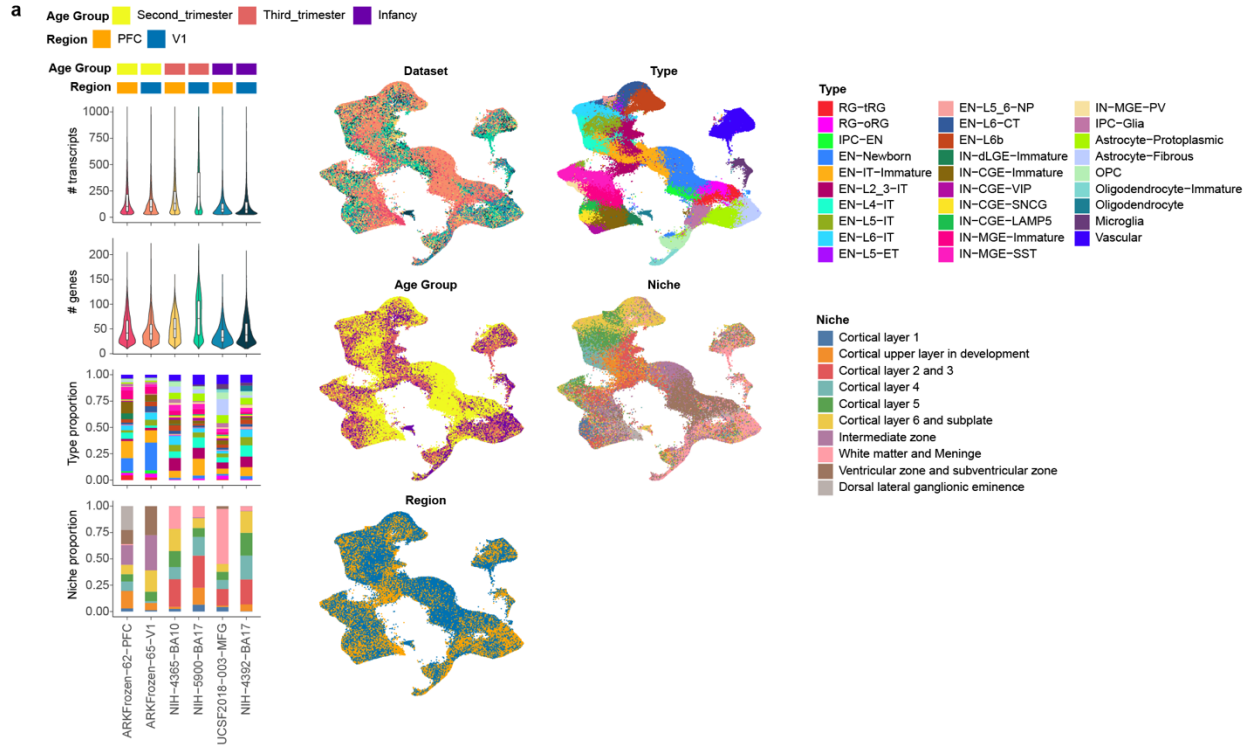 a
Age Group Second_trimester Third_trimester Infancy
Region PFC V1
Age Group
Region
# transcripts
1000
750
500
250
0
# genes
200
150
100
50
0
Type proportion
1.00
0.75
0.50
0.25
0.00
Niche proportion
1.00
0.75
0.50
0.25
0.00
ARKFrozen-62-PFC
ARKFrozen-65-V1
NIH-4365-BA10
NIH-5900-BA17
UCSF2018-003-MFG
NIH-4392-BA17
Dataset
Type
Age Group
Niche
Region
Type
RG-tRG
RG-oRG
IPC-EN
EN-Newborn
EN-IT-Immature
EN-L2_3-IT
EN-L4-IT
EN-L5-IT
EN-L6-IT
EN-L5-ET
EN-L5_6-NP
EN-L6-CT
EN-L6b
IN-dLGE-Immature
IN-CGE-Immature
IN-CGE-VIP
IN-CGE-SNCG
IN-CGE-LAMP5
IN-MGE-Immature
IN-MGE-SST
IN-MGE-PV
IPC-Glia
Astrocyte-Protoplasmic
Astrocyte-Fibrous
OPC
Oligodendrocyte-Immature
Oligodendrocyte
Microglia
Vascular
Niche
Cortical layer 1
Cortical upper layer in development
Cortical layer 2 and 3
Cortical layer 4
Cortical layer 5
Cortical layer 6 and subplate
Intermediate zone
White matter and Meninge
Ventricular zone and subventricular zone
Dorsal lateral ganglionic eminence